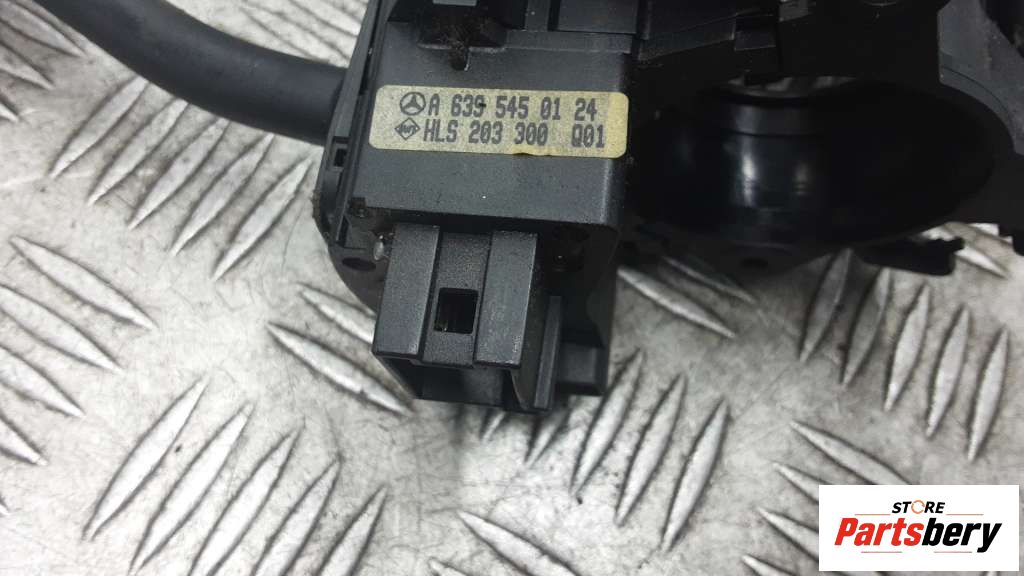 A 639 545 01 24
HLS 203 300 Q01
STORE
Partsbery